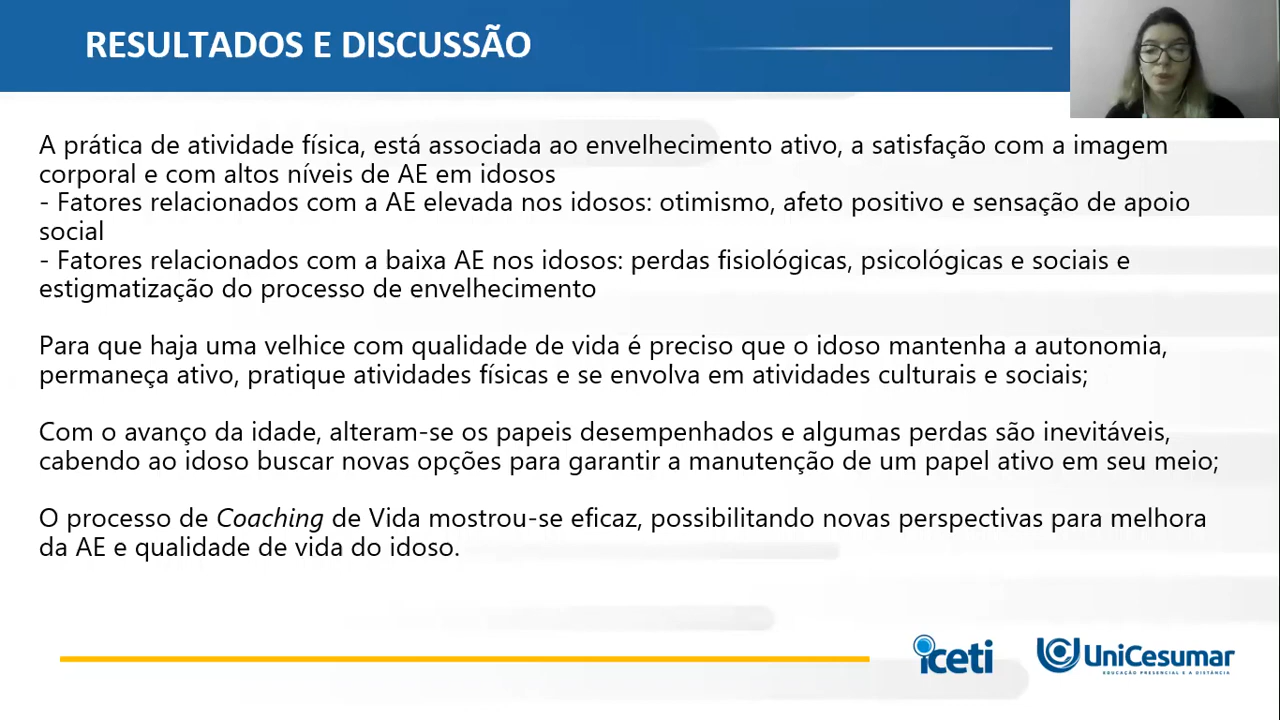 RESULTADOS E DISCUSSÃO
A prática de atividade física, está associada ao envelhecimento ativo, a satisfação com a imagem
corporal e com altos níveis de AE em idosos
- Fatores relacionados com a AE elevada nos idosos: otimismo, afeto positivo e sensação de apoio
social
- Fatores relacionados com a baixa AE nos idosos: perdas fisiológicas, psicológicas e sociais e
estigmatização do processo de envelhecimento
Para que haja uma velhice com qualidade de vida é preciso que o idoso mantenha a autonomia,
permaneça ativo, pratique atividades físicas e se envolva em atividades culturais e sociais;
Com o avanço da idade, alteram-se os papeis desempenhados e algumas perdas são inevitáveis,
cabendo ao idoso buscar novas opções para garantir a manutenção de um papel ativo em seu meio;
O processo de Coaching de Vida mostrou-se eficaz, possibilitando novas perspectivas para melhora
da AE e qualidade de vida do idoso.
iceti
UniCesumar
EDUCAÇÃO PRESENCIAL E A DISTÂNCIA